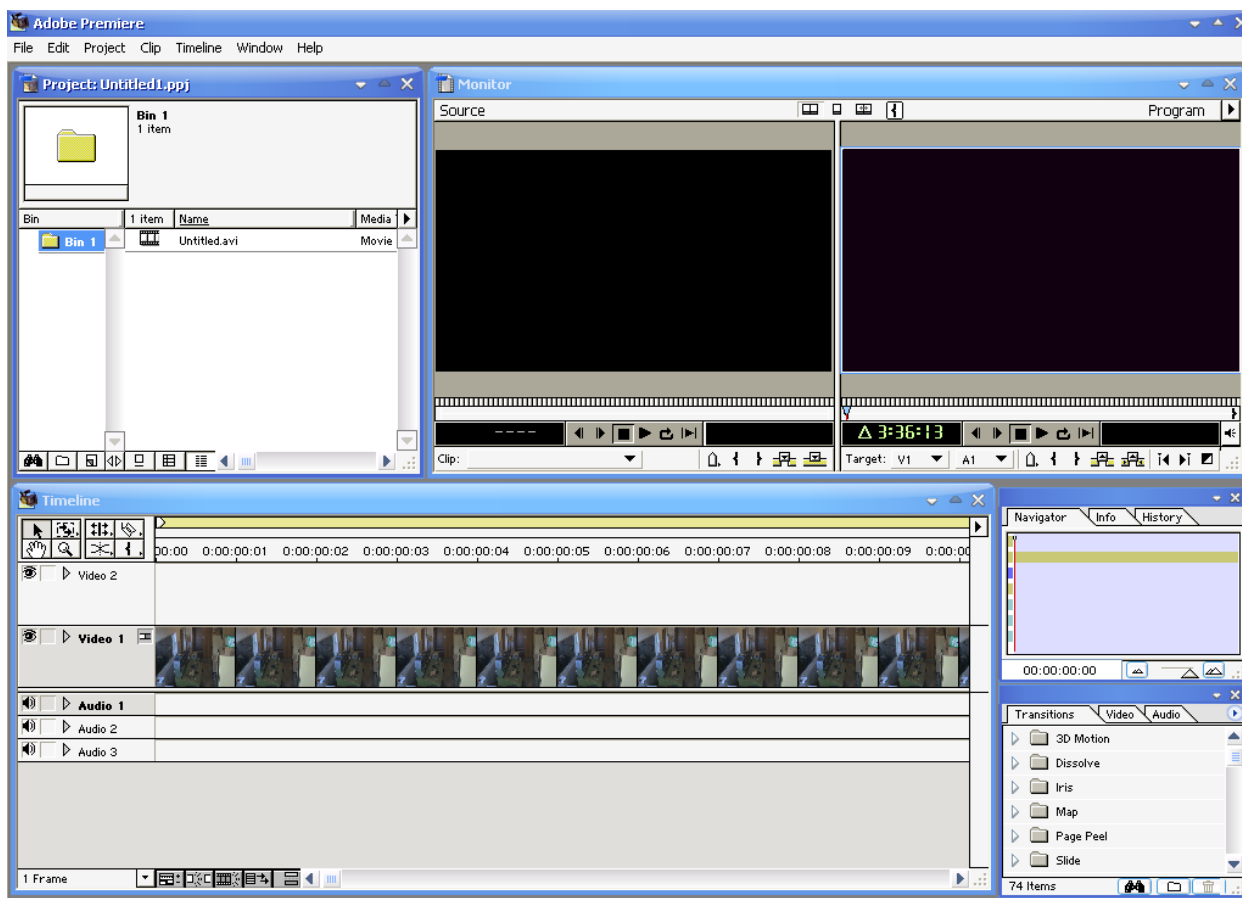 Adobe Premiere
File Edit Project Clip Timeline Window Help
Project: Untitled1.ppj
Bin 1
1 item
Bin 1 item Name Media
Bin 1 Untitled.avi Movie
Monitor
Source Program
---- Δ 3:36:13
Clip: Target: V1 A1
Timeline
00:00 0:00:00:01 0:00:00:02 0:00:00:03 0:00:00:04 0:00:00:05 0:00:00:06 0:00:00:07 0:00:00:08 0:00:00:09 0:00:00
Video 2
Video 1
Audio 1
Audio 2
Audio 3
1 Frame
Navigator Info History
00:00:00:00
Transitions Video Audio
3D Motion
Dissolve
Iris
Map
Page Peel
Slide
74 Items